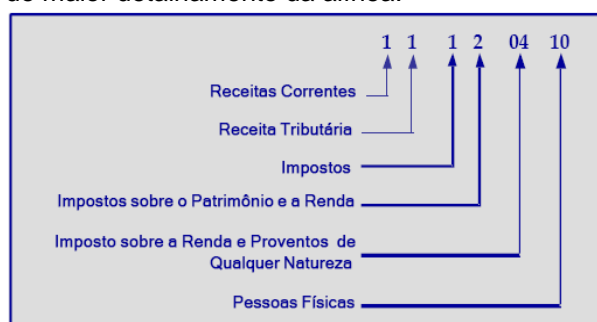 de maior detalhamento da alínea.
1 1 1 2 04 10
Receitas Correntes
Receita Tributária
Impostos
Impostos sobre o Patrimônio e a Renda
Imposto sobre a Renda e Proventos de
Qualquer Natureza
Pessoas Físicas